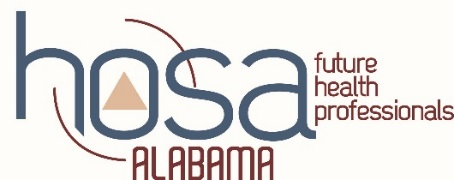 hosa
future
health
professionals
ALABAMA